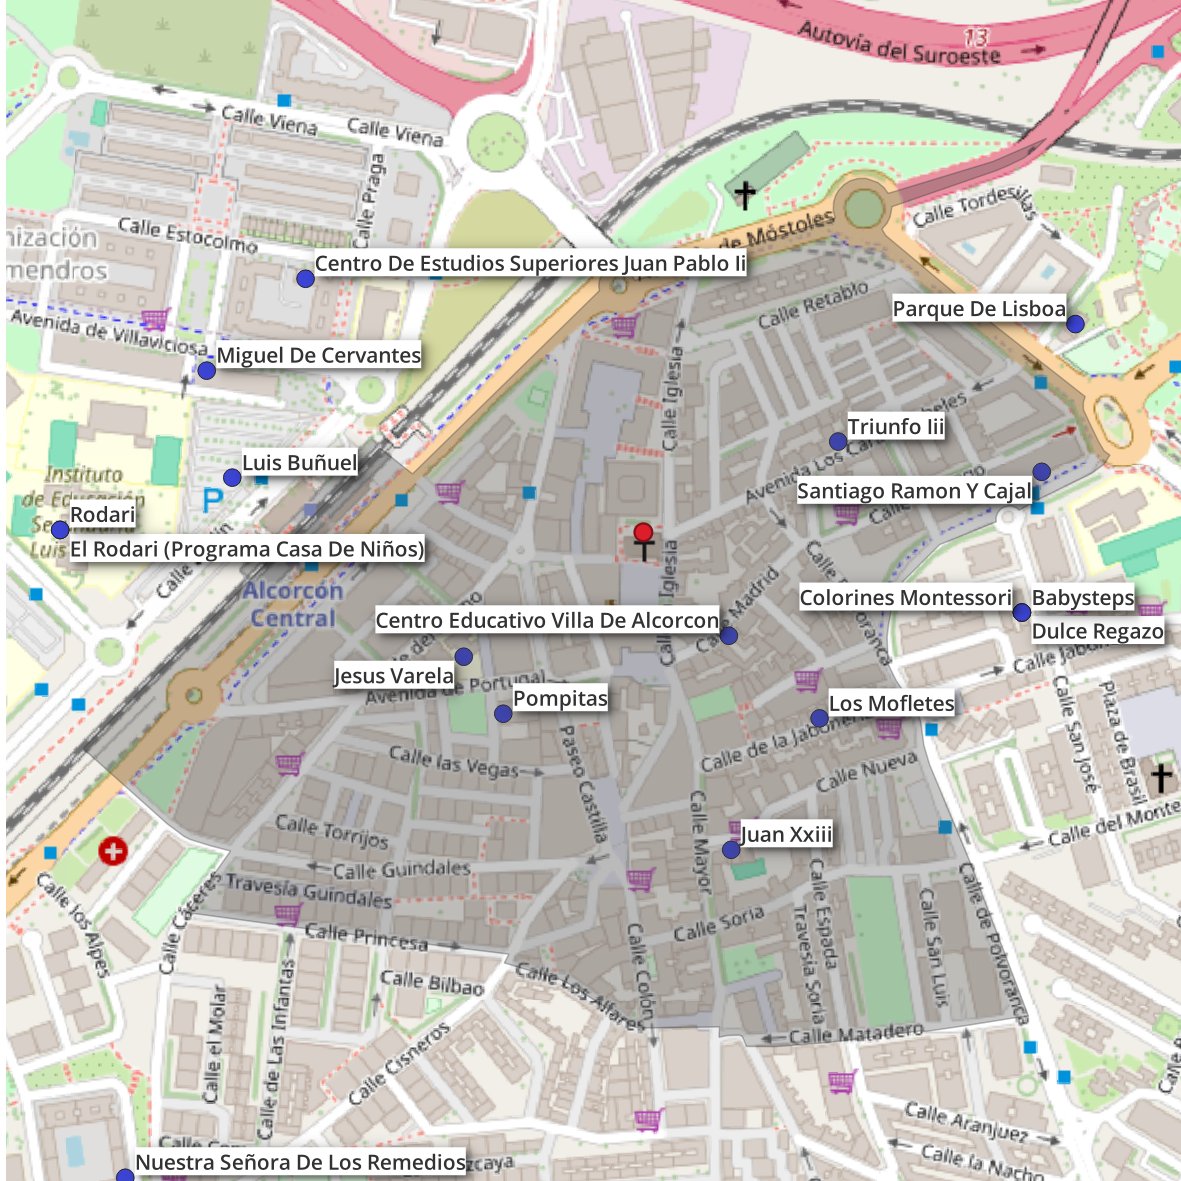 Autovía del Suroeste
13
Calle Viena
Calle Viena
Calle Praga
Calle Tordesillas
Calle Estocolmo
nización
mendros
de Móstoles
Centro De Estudios Superiores Juan Pablo Ii
Calle Retablo
Parque De Lisboa
Avenida de Villaviciosa
Miguel De Cervantes
Calle Iglesia
Triunfo Iii
Avenida Los
Luis Buñuel
Santiago Ramon Y Cajal
Instituto
de Educación
P
Rodari
El Rodari (Programa Casa De Niños)
Alcorcón
Central
Calle Madrid
Colorines Montessori
Babysteps
Dulce Regazo
Centro Educativo Villa De Alcorcon
Jesus Varela
Avenida de Portugal
Pompitas
Los Mofletes
Calle de la
Calle Nueva
Calle San José
Plaza de Brasil
Calle las Vegas
Paseo Castilla
Calle Mayor
Juan Xxiii
Calle Torrijos
Calle Guindales
Travesía Guindales
Calle del Monte
Calle los Alpes
Calle Cáceres
Calle Princesa
Calle Soria
Calle Espada
Travesía Soria
Calle San Luis
Calle de Polvoranca
Calle Colón
Calle Bilbao
Calle Los Alfares
Calle Matadero
Calle el Molar
Calle de Las Infantas
Calle Cisneros
Calle Aranjuez
Calle la Nacho
Nuestra Señora De Los Remedios
zcaya